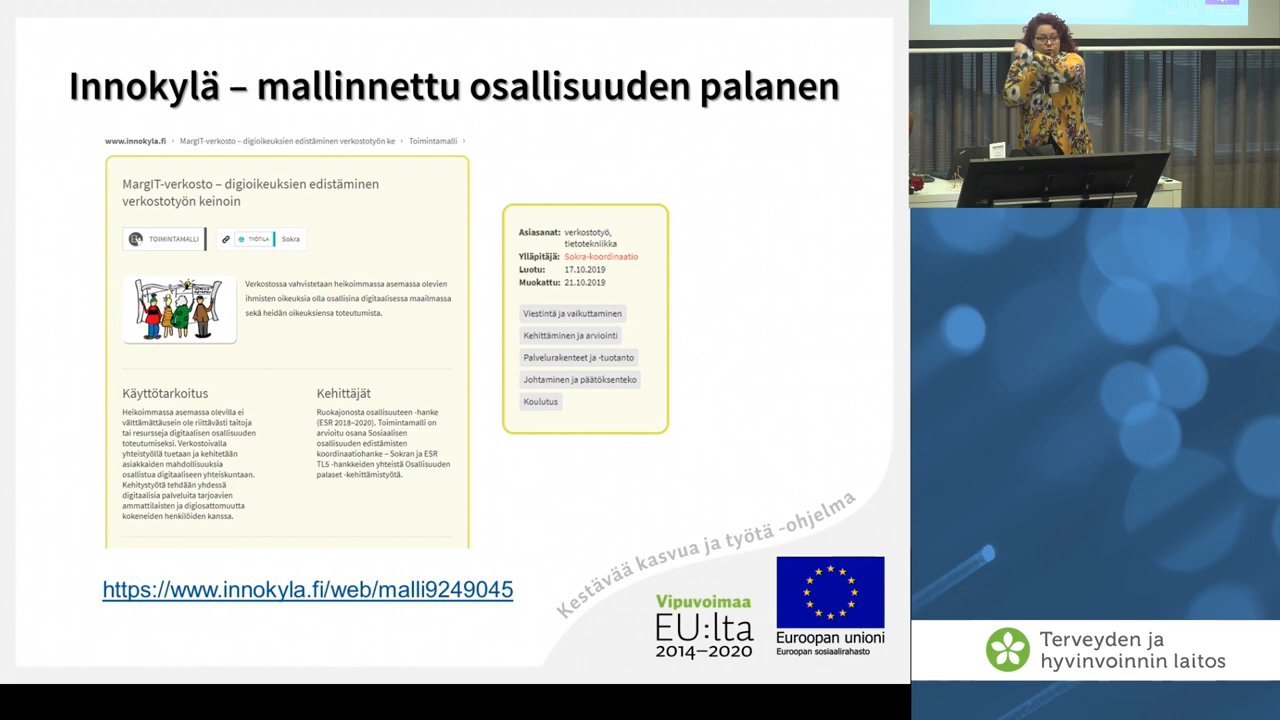 Innokylä – mallinnettu osallisuuden palanen
www.innokyla.fi › MargIT-verkosto – digioikeuksien edistäminen verkostotyön ke › Toimintamalli ›
MargIT-verkosto – digioikeuksien edistäminen
verkostotyön keinoin
TOIMINTAMALLI
TYÖTILA
Sokra
Verkostossa vahvistetaan heikoimmassa asemassa olevien
ihmisten oikeuksia olla osallisina digitaalisessa maailmassa
sekä heidän oikeuksiensa toteutumista.
Käyttötarkoitus
Heikoimmassa asemassa olevilla ei
välttämättäusein ole riittävästi taitoja
tai resursseja digitaalisen osallisuuden
toteutumiseksi. Verkostoivalla
yhteistyöllä tuetaan ja kehitetään
asiakkaiden mahdollisuuksia
osallistua digitaaliseen yhteiskuntaan.
Kehitystyötä tehdään yhdessä
digitaalisia palveluita tarjoavien
ammattilaisten ja digiosattomuutta
kokeneiden henkilöiden kanssa.
Kehittäjät
Ruokajonosta osallisuuteen -hanke
(ESR 2018–2020). Toimintamalli on
arvioitu osana Sosiaalisen
osallisuuden edistämisten
koordinaatiohanke – Sokran ja ESR
TL5 -hankkeiden yhteistä Osallisuuden
palaset -kehittämistyötä.
Asiasanat: verkostotyö,
tietotekniikka
Ylläpitäjä: Sokra-koordinaatio
Luotu: 17.10.2019
Muokattu: 21.10.2019
Viestintä ja vaikuttaminen
Kehittäminen ja arviointi
Palvelurakenteet ja -tuotanto
Johtaminen ja päätöksenteko
Koulutus
https://www.innokyla.fi/web/malli9249045
Kestävää kasvua ja työtä -ohjelma
Vipuvoimaa
EU:lta
2014–2020
Euroopan unioni
Euroopan sosiaalirahasto
Terveyden ja
hyvinvoinnin laitos